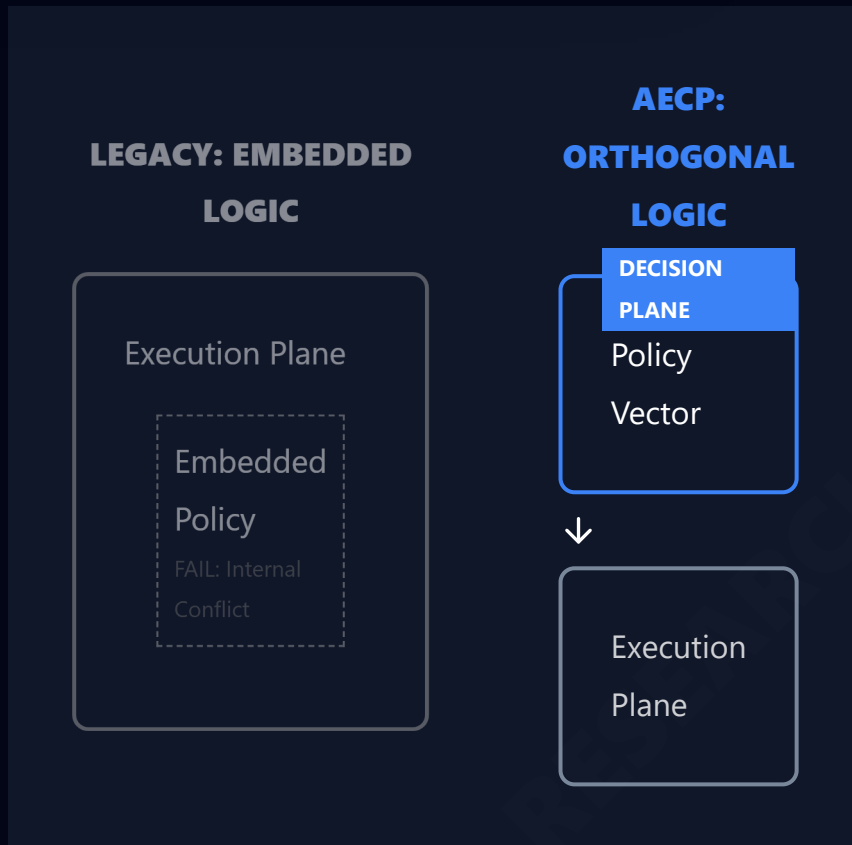 LEGACY: EMBEDDED
LOGIC
Execution Plane
Embedded
Policy
FAIL: Internal
Conflict
AECP:
ORTHOGONAL
LOGIC
DECISION
PLANE
Policy
Vector
↓
Execution
Plane